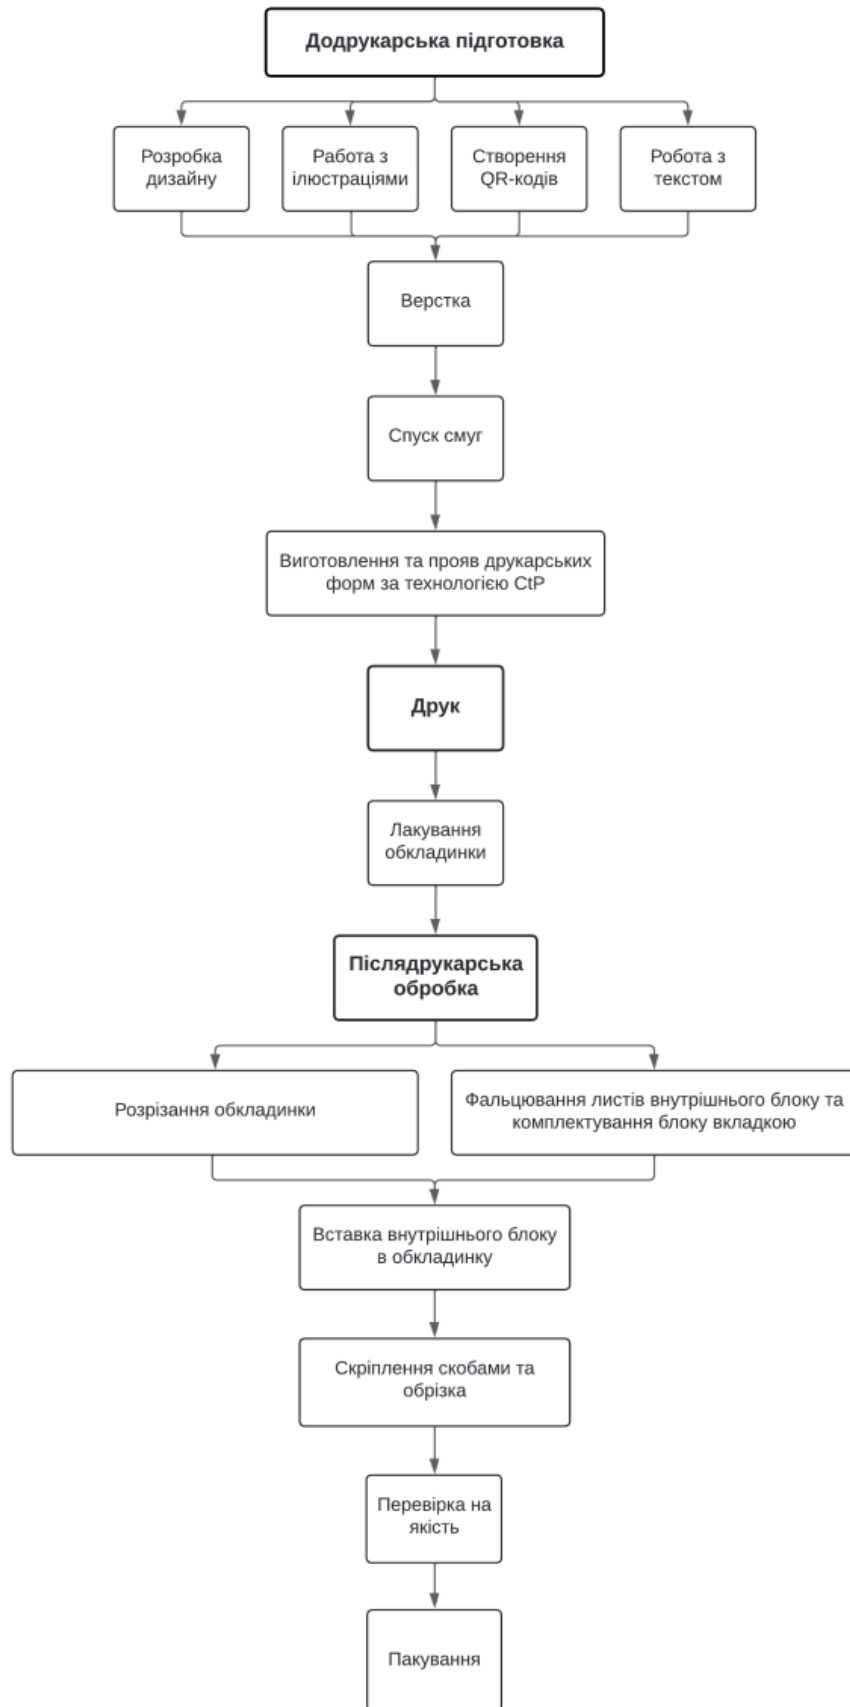 Додрукарська підготовка
Розробка
дизайну
Работа з
ілюстраціями
Створення
QR-кодів
Робота з
текстом
Верстка
Спуск смуг
Виготовлення та прояв друкарських
форм за технологією CtP
Друк
Лакування
обкладинки
Післядрукарська
обробка
Розрізання обкладинки
Фальцювання листів внутрішнього блоку та
комплектування блоку вкладкою
Вставка внутрішнього блоку
в обкладинку
Скріплення скобами та
обрізка
Перевірка на
якість
Пакування